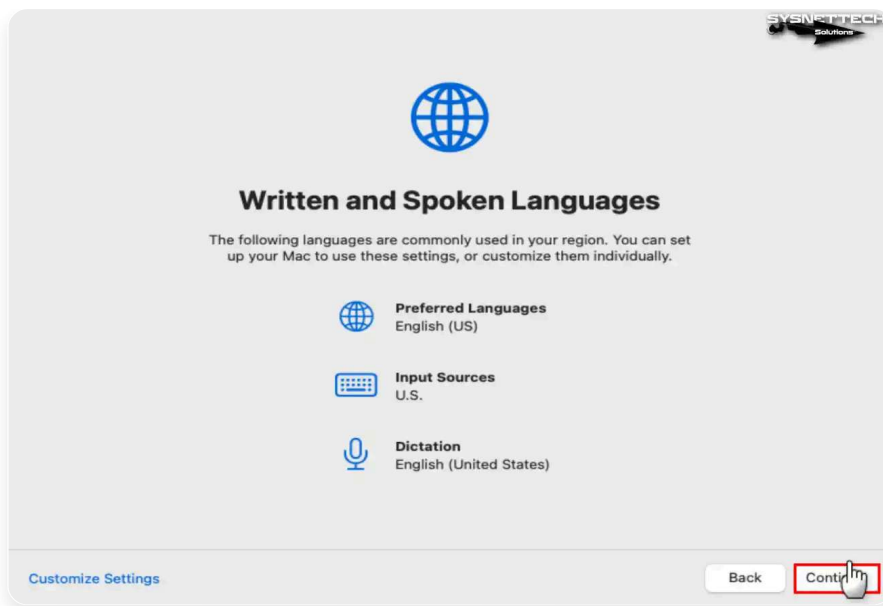 SYSNETTECH
Solutions
Written and Spoken Languages
The following languages are commonly used in your region. You can set
up your Mac to use these settings, or customize them individually.
Preferred Languages
English (US)
Input Sources
U.S.
Dictation
English (United States)
Customize Settings
Back